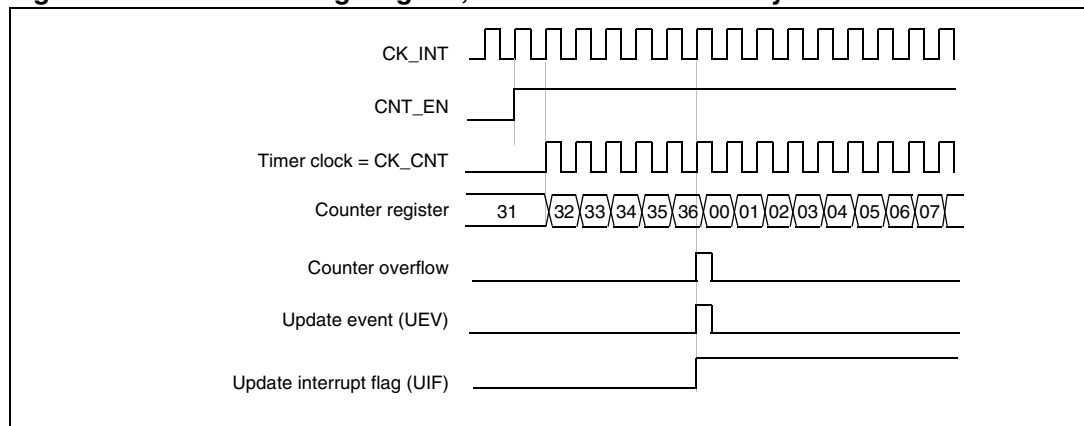 CK_INT
CNT_EN
Timer clock = CK_CNT
Counter register 31 32 33 34 35 36 00 01 02 03 04 05 06 07
Counter overflow
Update event (UEV)
Update interrupt flag (UIF)